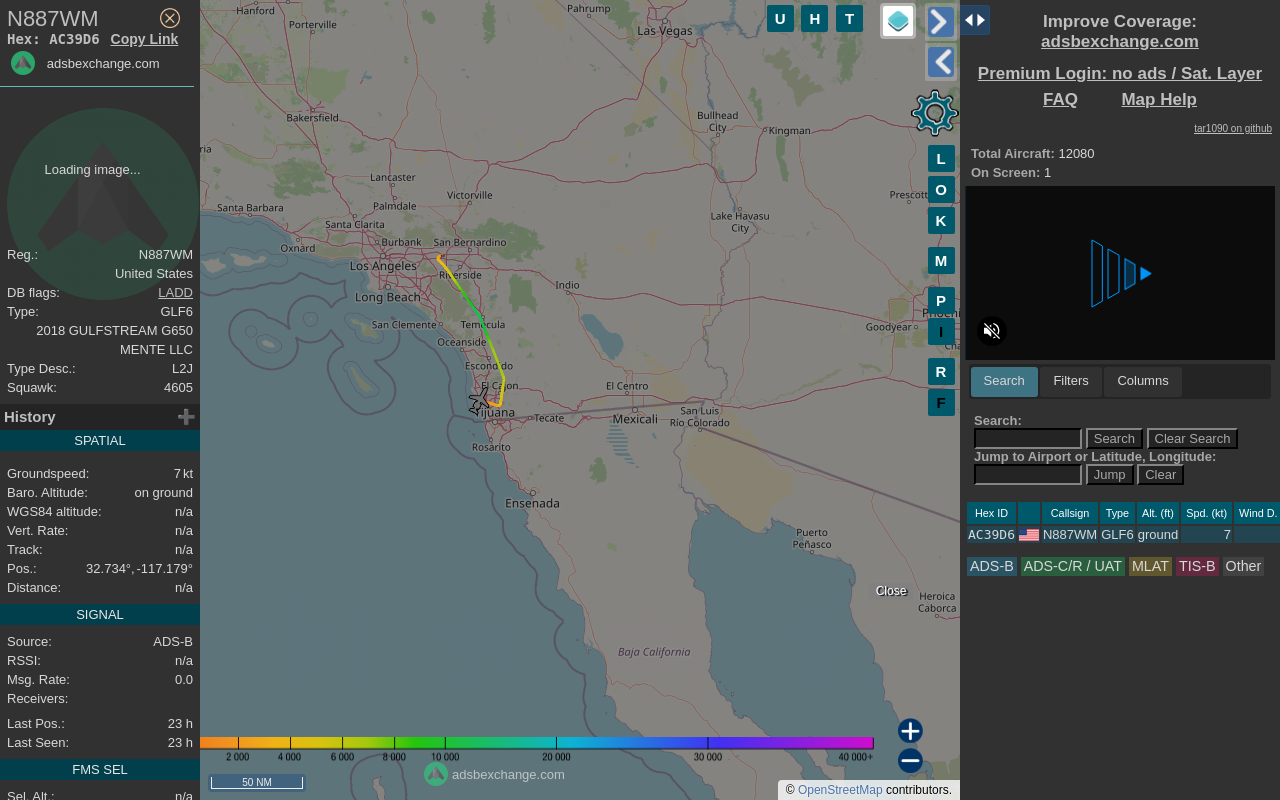 N887WM
Hex: AC39D6 Copy Link
adsbexchange.com
Loading image...
Reg.: N887WM
United States
DB flags: LADD
Type: GLF6
2018 GULFSTREAM G650
MENTE LLC
Type Desc.: L2J
Squawk: 4605
History
SPATIAL
Groundspeed: 7 kt
Baro. Altitude: on ground
WGS84 altitude: n/a
Vert. Rate: n/a
Track: n/a
Pos.: 32.734°, -117.179°
Distance: n/a
SIGNAL
Source: ADS-B
RSSI: n/a
Msg. Rate: 0.0
Receivers:
Last Pos.: 23 h
Last Seen: 23 h
FMS SEL
Sel. Alt.: n/a
Hanford
Porterville
Pahrump
Las Vegas
Bakersfield
Bullhead
City
Kingman
ria
Lancaster
Palmdale
Victorville
Santa Barbara
Santa Clarita
Lake Havasu
City
Prescott
Oxnard
Burbank
San Bernardino
Los Angeles
Riverside
Long Beach
Indio
San Clemente
Temecula
Goodyear
Oceanside
Escondido
El Cajon
El Centro
Tijuana
Tecate
Mexicali
San Luis
Río Colorado
Rosarito
Ensenada
Puerto
Peñasco
Heroica
Caborca
Baja California
U H T
L
O
K
M
P
I
R
F
Close
2 000 4 000 6 000 8 000 10 000 20 000 30 000 40 000+
50 NM
adsbexchange.com
© OpenStreetMap contributors.
Improve Coverage:
adsbexchange.com
Premium Login: no ads / Sat. Layer
FAQ Map Help
tar1090 on github
Total Aircraft: 12080
On Screen: 1
Search Filters Columns
Search:
Search Clear Search
Jump to Airport or Latitude, Longitude:
Jump Clear
Hex ID Callsign Type Alt. (ft) Spd. (kt) Wind D.
AC39D6 N887WM GLF6 ground 7
ADS-B ADS-C/R / UAT MLAT TIS-B Other